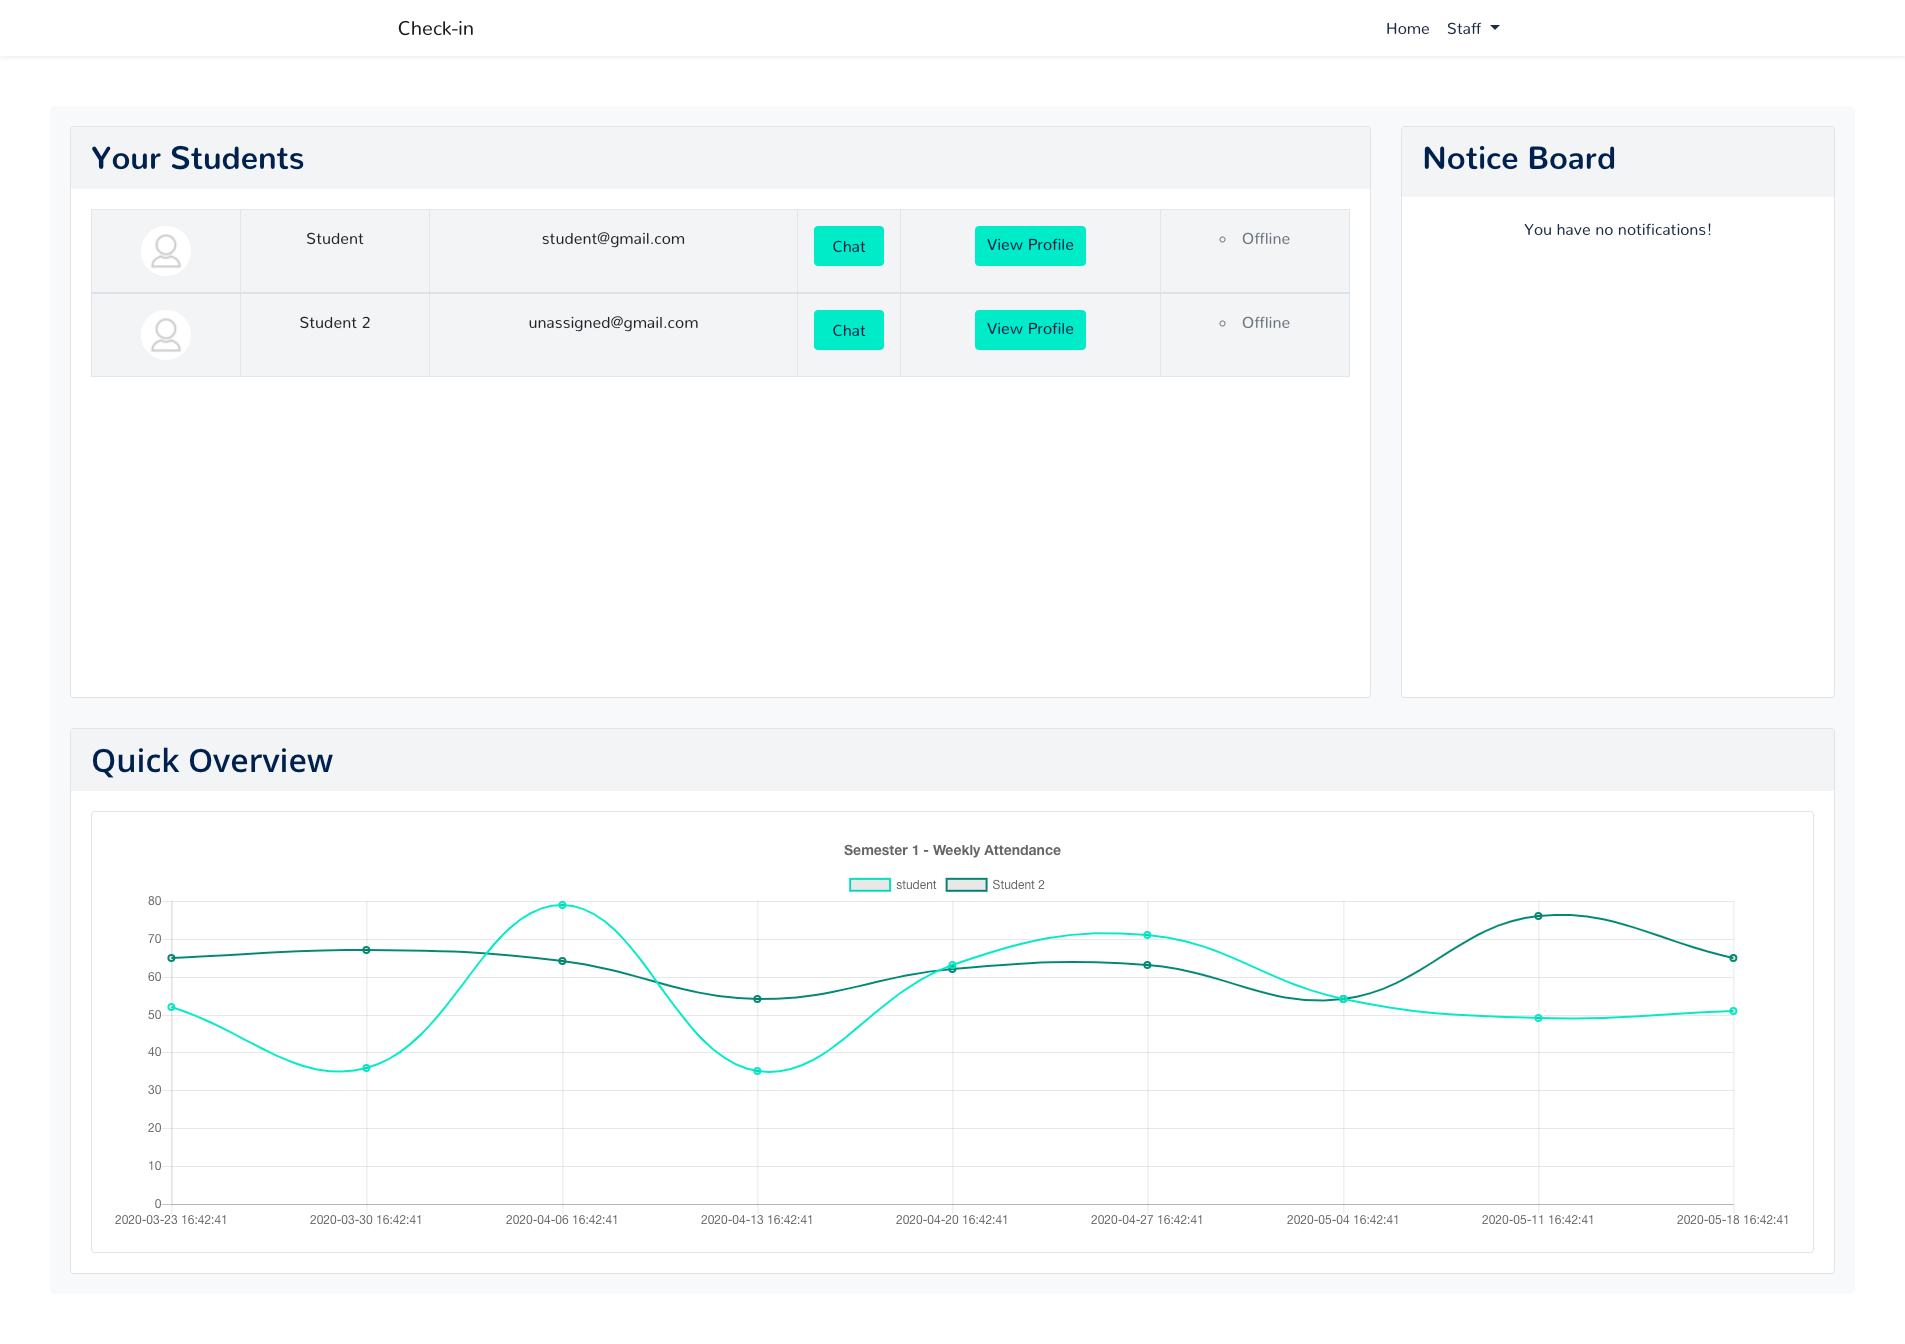 Check-in
Home Staff
Your Students
Student student@gmail.com Chat View Profile Offline
Student 2 unassigned@gmail.com Chat View Profile Offline
Notice Board
You have no notifications!
Quick Overview
Semester 1 - Weekly Attendance
student Student 2
80
70
60
50
40
30
20
10
0
2020-03-23 16:42:41 2020-03-30 16:42:41 2020-04-06 16:42:41 2020-04-13 16:42:41 2020-04-20 16:42:41 2020-04-27 16:42:41 2020-05-04 16:42:41 2020-05-11 16:42:41 2020-05-18 16:42:41